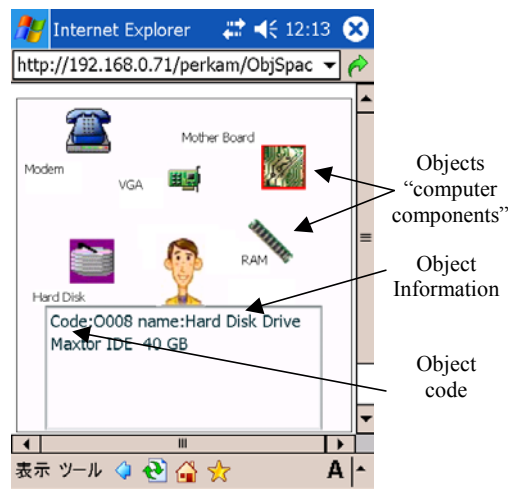 Internet Explorer 12:13
http://192.168.0.71/perkam/ObjSpac
Modem
VGA
Mother Board
RAM
Hard Disk
Code:O008 name:Hard Disk Drive
Maxtor IDE 40 GB
表示 ツール A
Objects
“computer
components”
Object
Information
Object
code